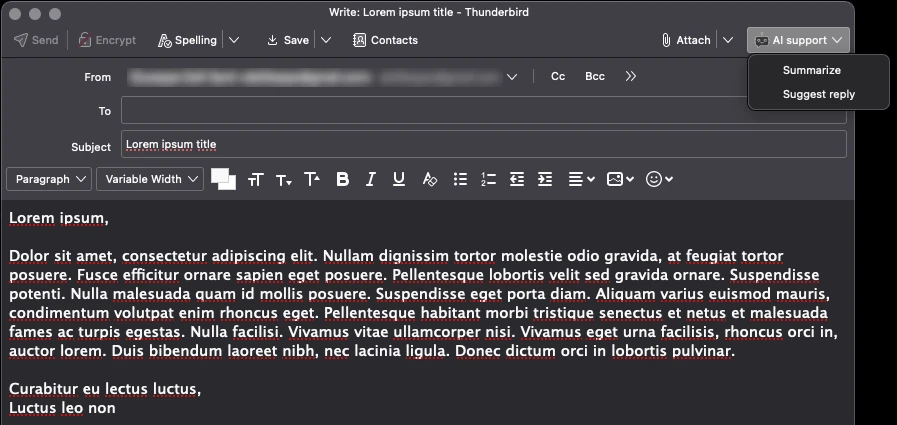 Write: Lorem ipsum title - Thunderbird
Send Encrypt Spelling Save Contacts Attach AI support
Summarize
Suggest reply
From Cc Bcc
To
Subject Lorem ipsum title
Paragraph Variable Width
Lorem ipsum,
Dolor sit amet, consectetur adipiscing elit. Nullam dignissim tortor molestie odio gravida, at feugiat tortor
posuere. Fusce efficitur ornare sapien eget posuere. Pellentesque lobortis velit sed gravida ornare. Suspendisse
potenti. Nulla malesuada quam id mollis posuere. Suspendisse eget porta diam. Aliquam varius euismod mauris,
condimentum volutpat enim rhoncus eget. Pellentesque habitant morbi tristique senectus et netus et malesuada
fames ac turpis egestas. Nulla facilisi. Vivamus vitae ullamcorper nisi. Vivamus eget urna facilisis, rhoncus orci in,
auctor lorem. Duis bibendum laoreet nibh, nec lacinia ligula. Donec dictum orci in lobortis pulvinar.
Curabitur eu lectus luctus,
Luctus leo non